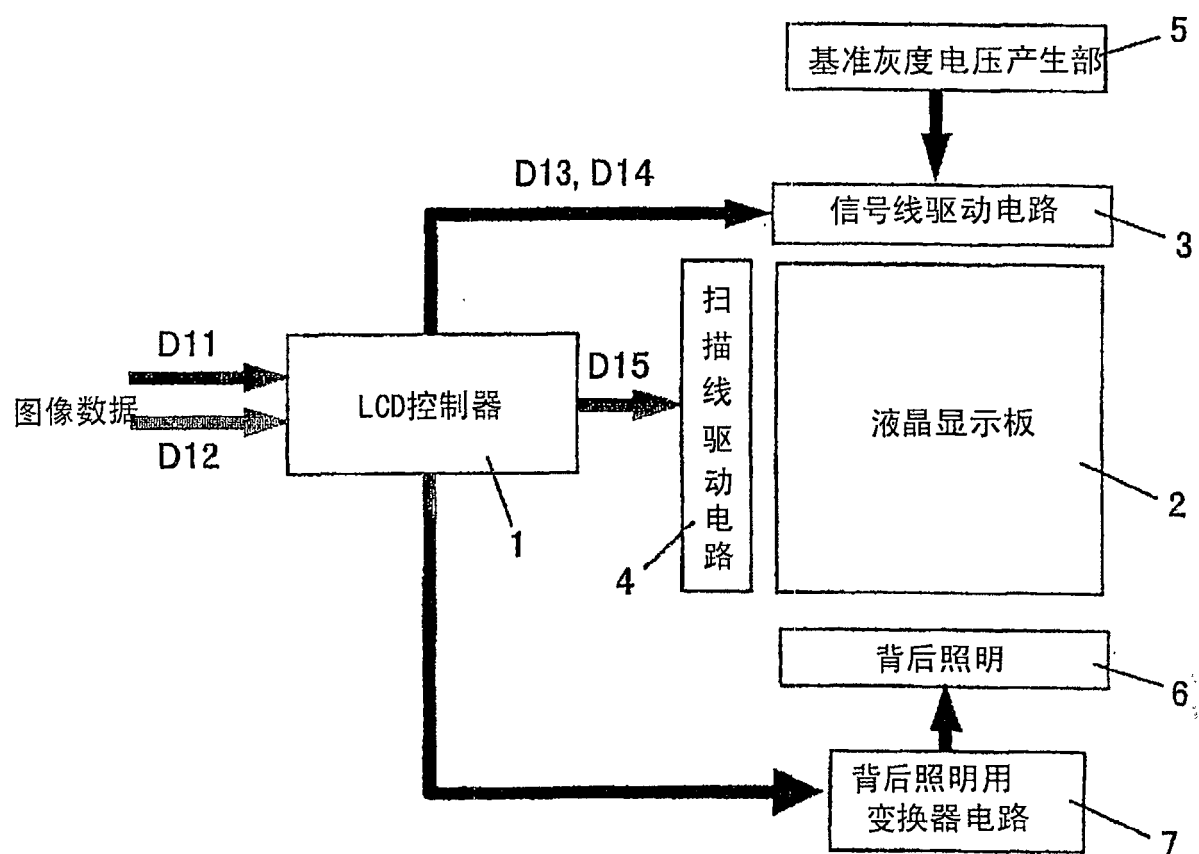 5
基准灰度电压产生部
D13, D14
信号线驱动电路
3
扫描线驱动电路
D11
D15
图像数据
LCD控制器
液晶显示板
D12
2
1
4
背后照明
6
背后照明用
变换器电路
7